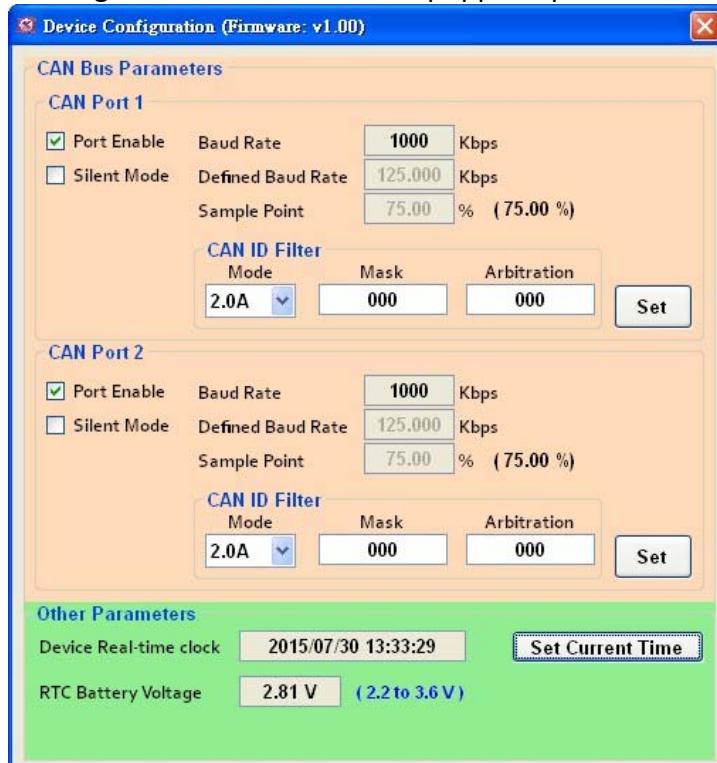 Device Configuration (Firmware: v1.00)
CAN Bus Parameters
CAN Port 1
Port Enable Baud Rate 1000 Kbps
Silent Mode Defined Baud Rate 125.000 Kbps
Sample Point 75.00 % (75.00 %)
CAN ID Filter
Mode Mask Arbitration
2.0A 000 000 Set
CAN Port 2
Port Enable Baud Rate 1000 Kbps
Silent Mode Defined Baud Rate 125.000 Kbps
Sample Point 75.00 % (75.00 %)
CAN ID Filter
Mode Mask Arbitration
2.0A 000 000 Set
Other Parameters
Device Real-time clock 2015/07/30 13:33:29 Set Current Time
RTC Battery Voltage 2.81 V (2.2 to 3.6 V)